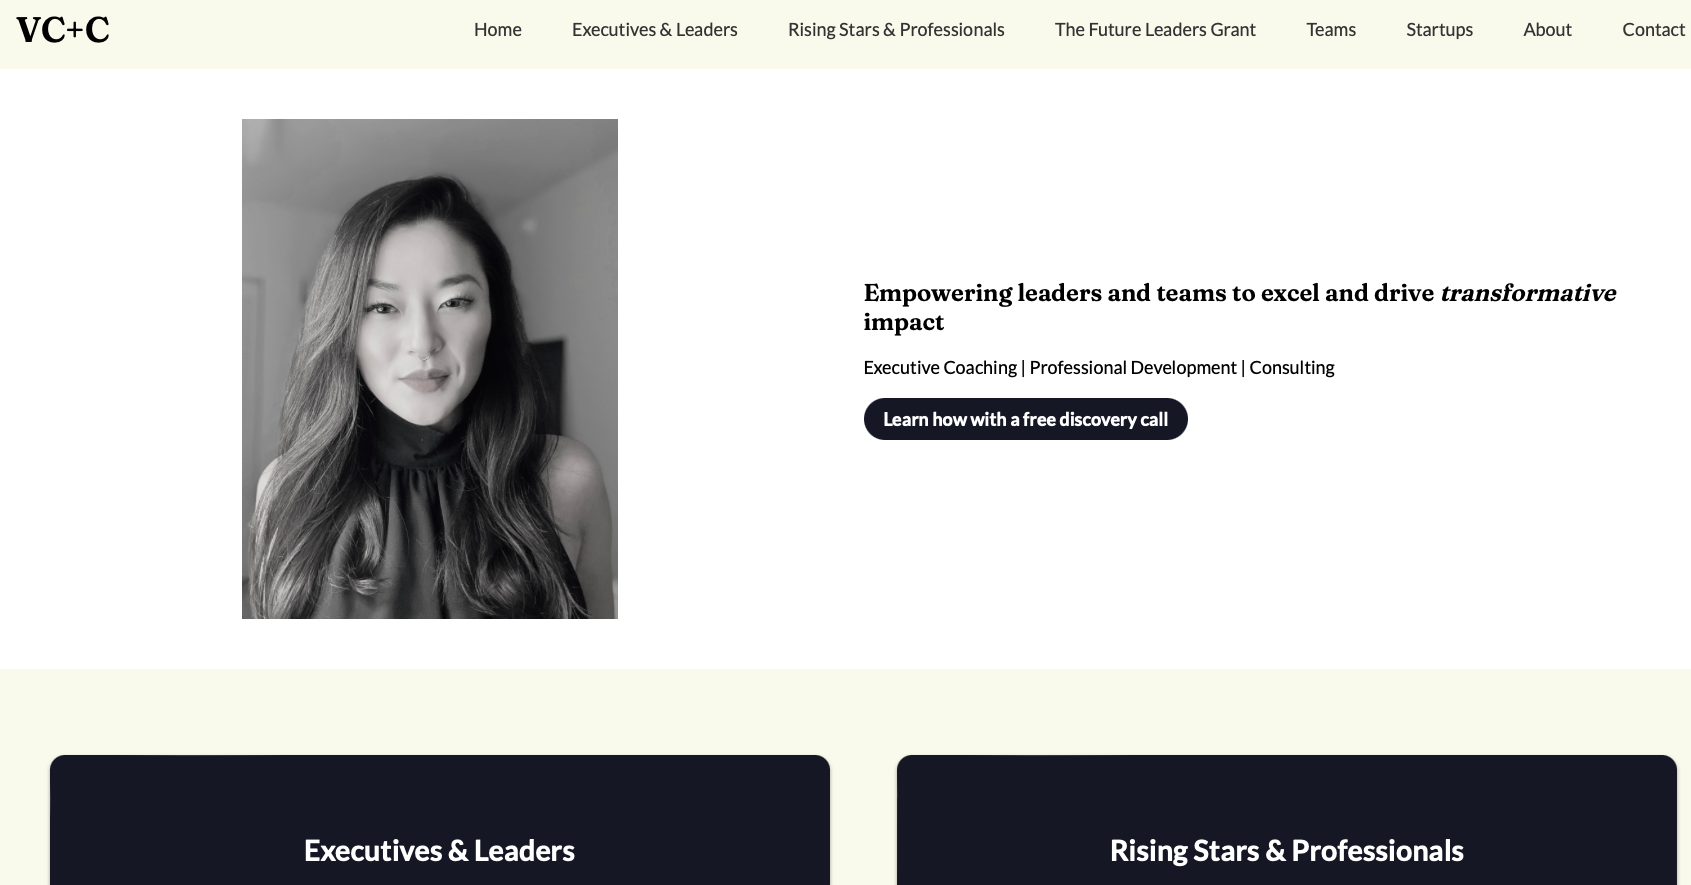 VC+C
Home
Executives & Leaders
Rising Stars & Professionals
The Future Leaders Grant
Teams
Startups
About
Contact
Empowering leaders and teams to excel and drive transformative
impact
Executive Coaching | Professional Development | Consulting
Learn how with a free discovery call
Executives & Leaders
Rising Stars & Professionals